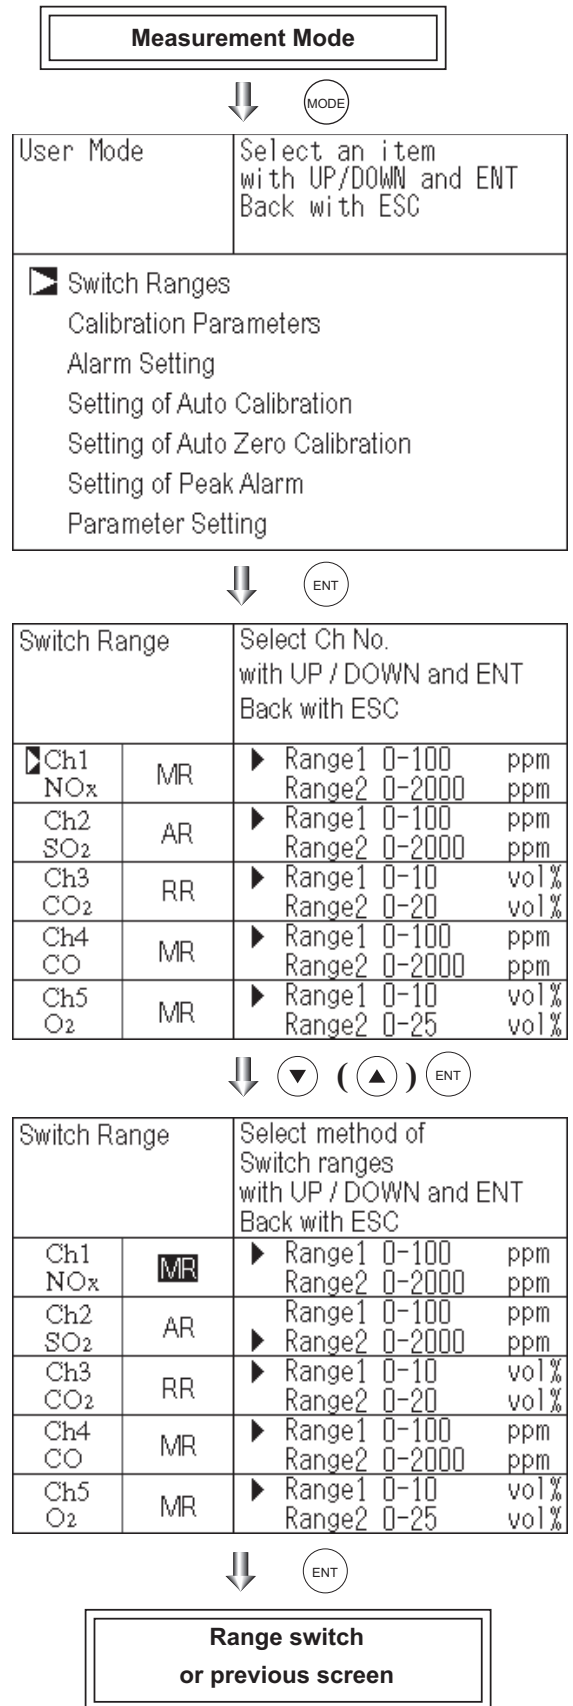 Measurement Mode
MODE
User Mode
Select an item
with UP/DOWN and ENT
Back with ESC
Switch Ranges
Calibration Parameters
Alarm Setting
Setting of Auto Calibration
Setting of Auto Zero Calibration
Setting of Peak Alarm
Parameter Setting
ENT
Switch Range
Select Ch No.
with UP / DOWN and ENT
Back with ESC
Ch1 NOx MR ▶ Range1 0-100 ppm
Range2 0-2000 ppm
Ch2 SO2 AR ▶ Range1 0-100 ppm
Range2 0-2000 ppm
Ch3 CO2 RR ▶ Range1 0-10 vol%
Range2 0-20 vol%
Ch4 CO MR ▶ Range1 0-100 ppm
Range2 0-2000 ppm
Ch5 O2 MR ▶ Range1 0-10 vol%
Range2 0-25 vol%
▼ ( ▲ ) ENT
Switch Range
Select method of
Switch ranges
with UP / DOWN and ENT
Back with ESC
Ch1 NOx MR ▶ Range1 0-100 ppm
Range2 0-2000 ppm
Ch2 SO2 AR Range1 0-100 ppm
▶ Range2 0-2000 ppm
Ch3 CO2 RR ▶ Range1 0-10 vol%
Range2 0-20 vol%
Ch4 CO MR ▶ Range1 0-100 ppm
Range2 0-2000 ppm
Ch5 O2 MR ▶ Range1 0-10 vol%
Range2 0-25 vol%
ENT
Range switch
or previous screen